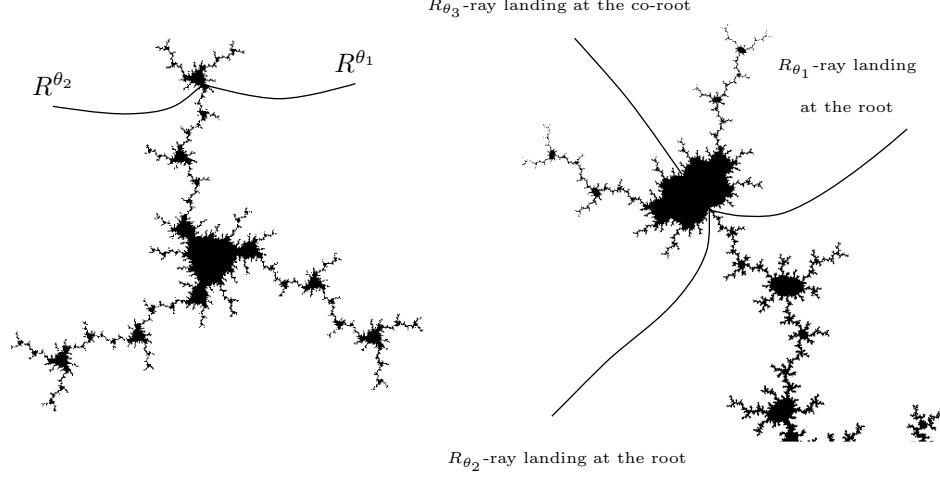 R_{θ_3}-ray landing at the co-root
R^{θ_2}
R^{θ_1}
R_{θ_1}-ray landing
at the root
R_{θ_2}-ray landing at the root